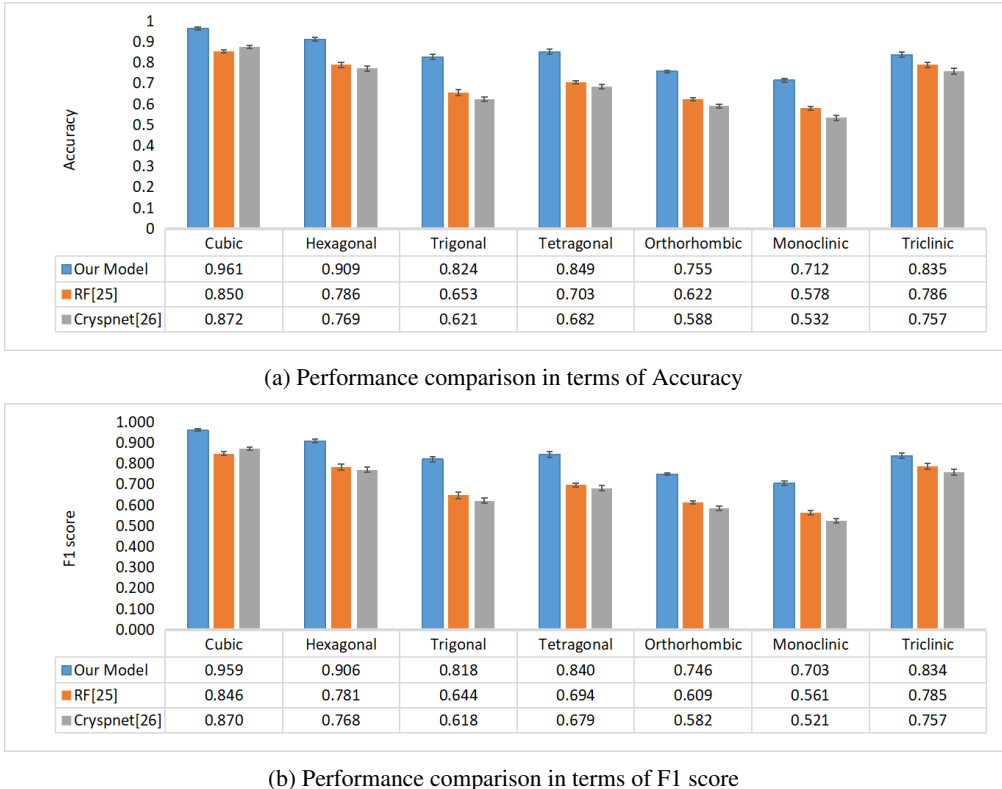 1
0.9
0.8
0.7
0.6
0.5
0.4
0.3
0.2
0.1
0
Accuracy
Cubic Hexagonal Trigonal Tetragonal Orthorhombic Monoclinic Triclinic
Our Model 0.961 0.909 0.824 0.849 0.755 0.712 0.835
RF[25] 0.850 0.786 0.653 0.703 0.622 0.578 0.786
Cryspnet[26] 0.872 0.769 0.621 0.682 0.588 0.532 0.757
(a) Performance comparison in terms of Accuracy
1.000
0.900
0.800
0.700
0.600
0.500
0.400
0.300
0.200
0.100
0.000
F1 score
Cubic Hexagonal Trigonal Tetragonal Orthorhombic Monoclinic Triclinic
Our Model 0.959 0.906 0.818 0.840 0.746 0.703 0.834
RF[25] 0.846 0.781 0.644 0.694 0.609 0.561 0.785
Cryspnet[26] 0.870 0.768 0.618 0.679 0.582 0.521 0.757
(b) Performance comparison in terms of F1 score